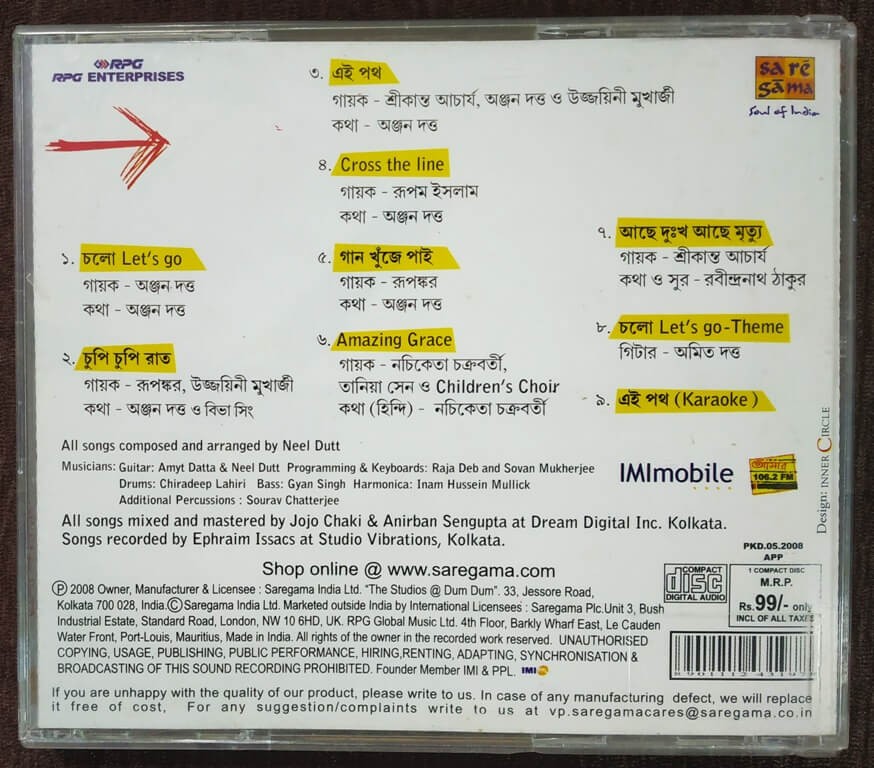 RPG
RPG ENTERPRISES
sa rē
gāma
Soul of India
১. চলো Let's go
গায়ক - অঞ্জন দত্ত
কথা - অঞ্জন দত্ত
২. চুপি চুপি রাত
গায়ক - রূপঙ্কর, উজ্জয়িনী মুখার্জী
কথা - অঞ্জন দত্ত ও বিভা সিং
৩. এই পথ
গায়ক - শ্রীকান্ত আচার্য, অঞ্জন দত্ত ও উজ্জয়িনী মুখার্জী
কথা - অঞ্জন দত্ত
৪. Cross the line
গায়ক - রূপম ইসলাম
কথা - অঞ্জন দত্ত
৫. গান খুঁজে পাই
গায়ক - রূপঙ্কর
কথা - অঞ্জন দত্ত
৬. Amazing Grace
গায়ক - নচিকেতা চক্রবর্তী,
তানিয়া সেন ও Children's Choir
কথা (হিন্দি) - নচিকেতা চক্রবর্তী
৭. আছে দুঃখ আছে মৃত্যু
গায়ক - শ্রীকান্ত আচার্য
কথা ও সুর - রবীন্দ্রনাথ ঠাকুর
৮. চলো Let's go-Theme
গিটার - অমিত দত্ত
৯. এই পথ (Karaoke)
All songs composed and arranged by Neel Dutt
Musicians: Guitar: Amyt Datta & Neel Dutt Programming & Keyboards: Raja Deb and Sovan Mukherjee
Drums: Chiradeep Lahiri Bass: Gyan Singh Harmonica: Inam Hussein Mullick
Additional Percussions : Sourav Chatterjee
IMImobile
আমার
106.2 FM
Design: INNER CIRCLE
All songs mixed and mastered by Jojo Chaki & Anirban Sengupta at Dream Digital Inc. Kolkata.
Songs recorded by Ephraim Issacs at Studio Vibrations, Kolkata.
Shop online @ www.saregama.com
Ⓟ 2008 Owner, Manufacturer & Licensee : Saregama India Ltd. "The Studios @ Dum Dum". 33, Jessore Road,
Kolkata 700 028, India.Ⓒ Saregama India Ltd. Marketed outside India by International Licensees : Saregama Plc.Unit 3, Bush
Industrial Estate, Standard Road, London, NW 10 6HD, UK. RPG Global Music Ltd. 4th Floor, Barkly Wharf East, Le Cauden
Water Front, Port-Louis, Mauritius, Made in India. All rights of the owner in the recorded work reserved. UNAUTHORISED
COPYING, USAGE, PUBLISHING, PUBLIC PERFORMANCE, HIRING,RENTING, ADAPTING, SYNCHRONISATION &
BROADCASTING OF THIS SOUND RECORDING PROHIBITED. Founder Member IMI & PPL. IMI
PKD.05.2008
APP
COMPACT
disc
DIGITAL AUDIO
1 COMPACT DISC
M.R.P.
Rs.99/- only
INCL OF ALL TAXES
If you are unhappy with the quality of our product, please write to us. In case of any manufacturing defect, we will replace
it free of cost, For any suggestion/complaints write to us at vp.saregamacares@saregama.co.in